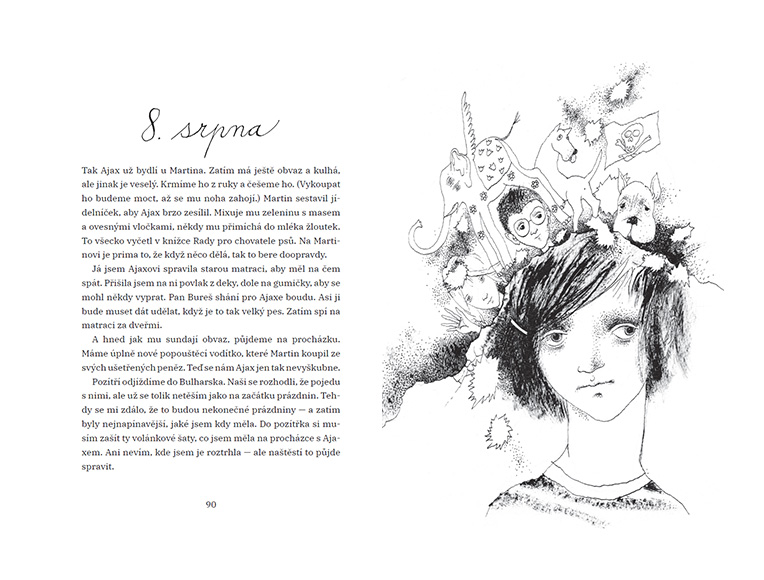 8. srpna
Tak Ajax už bydlí u Martina. Zatím má ještě obvaz a kulhá,
ale jinak je veselý. Krmíme ho z ruky a češeme ho. (Vykoupat
ho budeme moct, až se mu noha zahojí.) Martin sestavil jí-
delníček, aby Ajax brzo zesílil. Mixuje mu zeleninu s masem
a ovesnými vločkami, někdy mu přimíchá do mléka žloutek.
To všecko vyčetl v knížce Rady pro chovatele psů. Na Marti-
novi je prima to, že když něco dělá, tak to bere doopravdy.
Já jsem Ajaxovi spravila starou matraci, aby měl na čem
spát. Přišila jsem na ni povlak z deky, dole na gumičky, aby se
mohl někdy vyprat. Pan Bureš shání pro Ajaxe boudu. Asi ji
bude muset dát udělat, když je to tak velký pes. Zatím spí na
matraci za dveřmi.
A hned jak mu sundají obvaz, půjdeme na procházku.
Máme úplně nové popouštěcí vodítko, které Martin koupil ze
svých ušetřených peněz. Teď se nám Ajax jen tak nevyškubne.
Pozítří odjíždíme do Bulharska. Naši se rozhodli, že pojedu
s nimi, ale už se tolik netěším jako na začátku prázdnin. Teh-
dy se mi zdálo, že to budou nekonečné prázdniny — a zatím
byly nejnapínavější, jaké jsem kdy měla. Do pozítřka si mu-
sím zašít ty volánkové šaty, co jsem měla na procházce s Aja-
xem. Ani nevím, kde jsem je roztrhla — ale naštěstí to půjde
spravit.
90